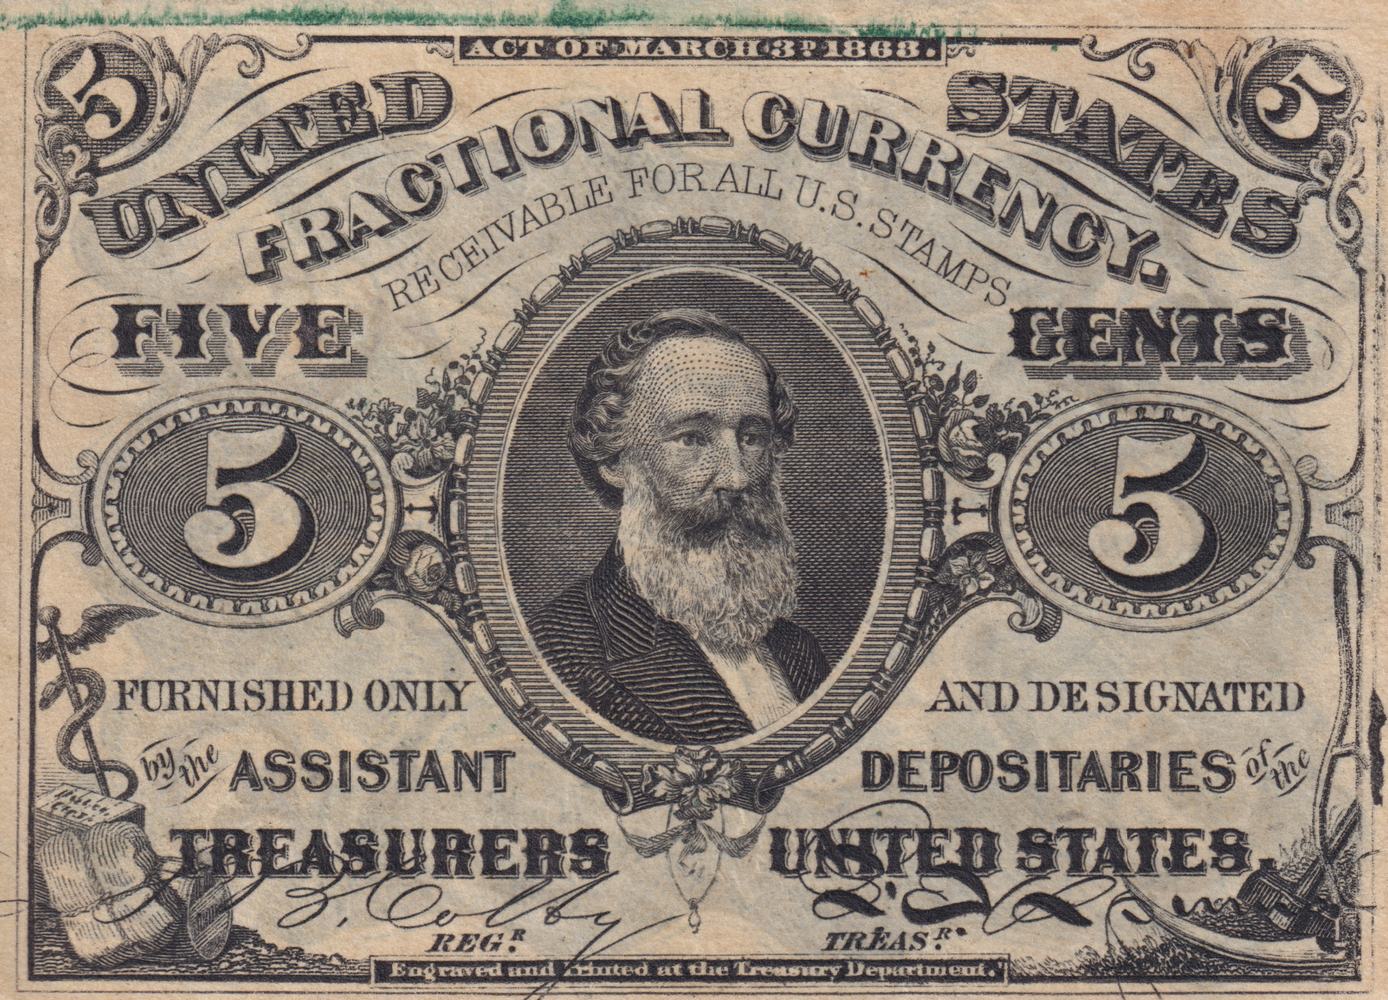 ACT OF MARCH 3D 1863.
5 5
UNITED STATES
FRACTIONAL CURRENCY.
RECEIVABLE FOR ALL U.S. STAMPS
FIVE CENTS
5 5
FURNISHED ONLY AND DESIGNATED
by the ASSISTANT DEPOSITARIES of the
TREASURERS UNITED STATES.
S. Colby
REG.R TREAS.R
Engraved and Printed at the Treasury Department.